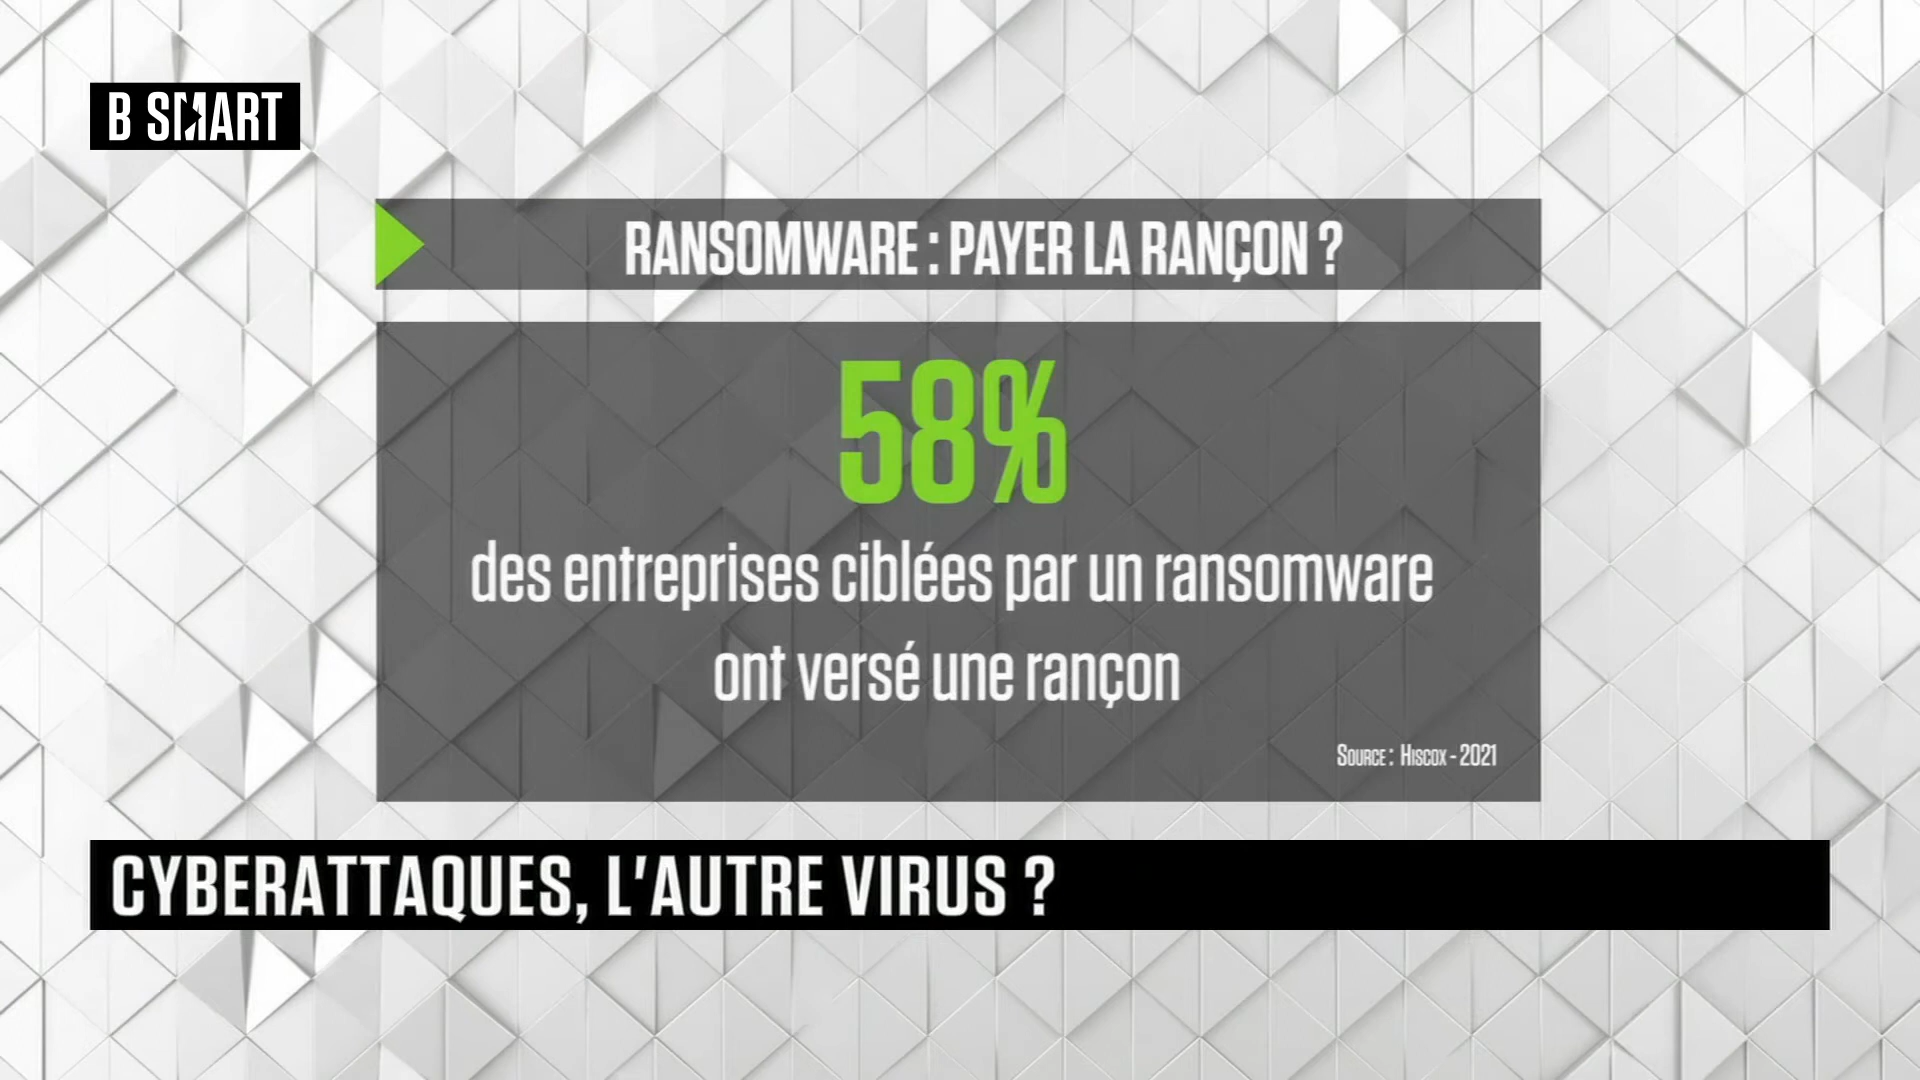 B SMART
RANSOMWARE : PAYER LA RANÇON ?
58%
des entreprises ciblées par un ransomware
ont versé une rançon
SOURCE : HISCOX - 2021
CYBERATTAQUES, L'AUTRE VIRUS ?